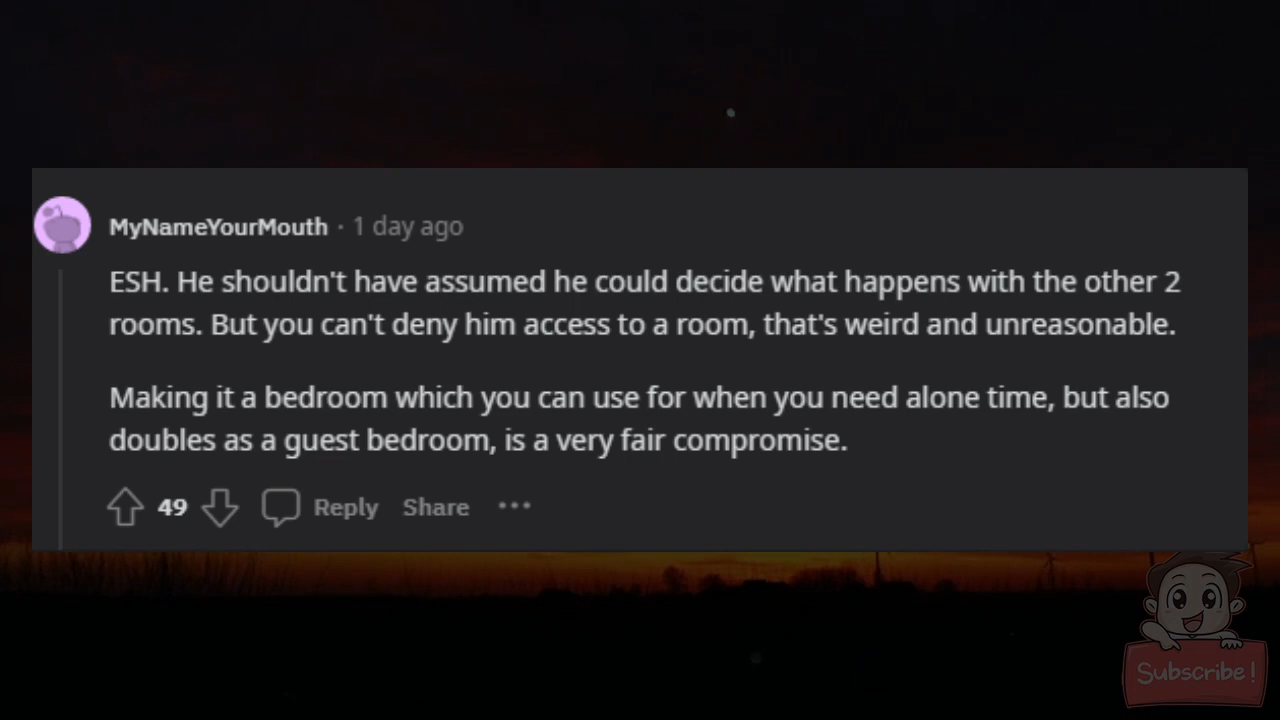 MyNameYourMouth · 1 day ago
ESH. He shouldn't have assumed he could decide what happens with the other 2
rooms. But you can't deny him access to a room, that's weird and unreasonable.
Making it a bedroom which you can use for when you need alone time, but also
doubles as a guest bedroom, is a very fair compromise.
49 Reply Share ···
Subscribe!